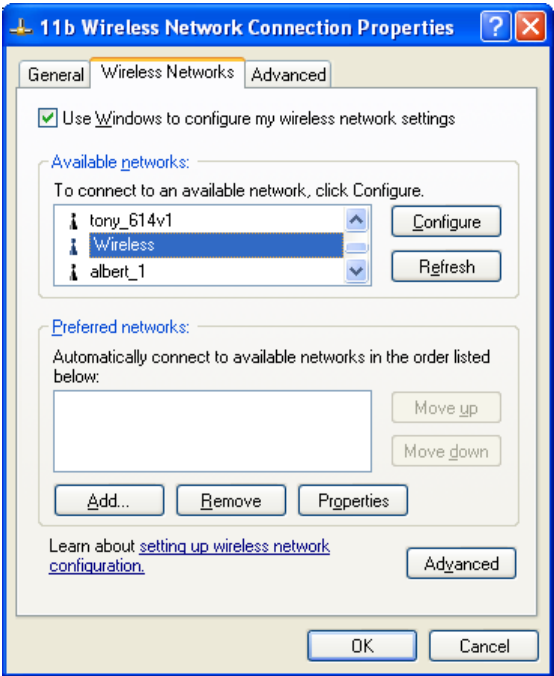 11b Wireless Network Connection Properties
General Wireless Networks Advanced
Use Windows to configure my wireless network settings
Available networks:
To connect to an available network, click Configure.
tony_614v1
Wireless
albert_1
Configure
Refresh
Preferred networks:
Automatically connect to available networks in the order listed
below:
Move up
Move down
Add... Remove Properties
Learn about setting up wireless network
configuration.
Advanced
OK Cancel